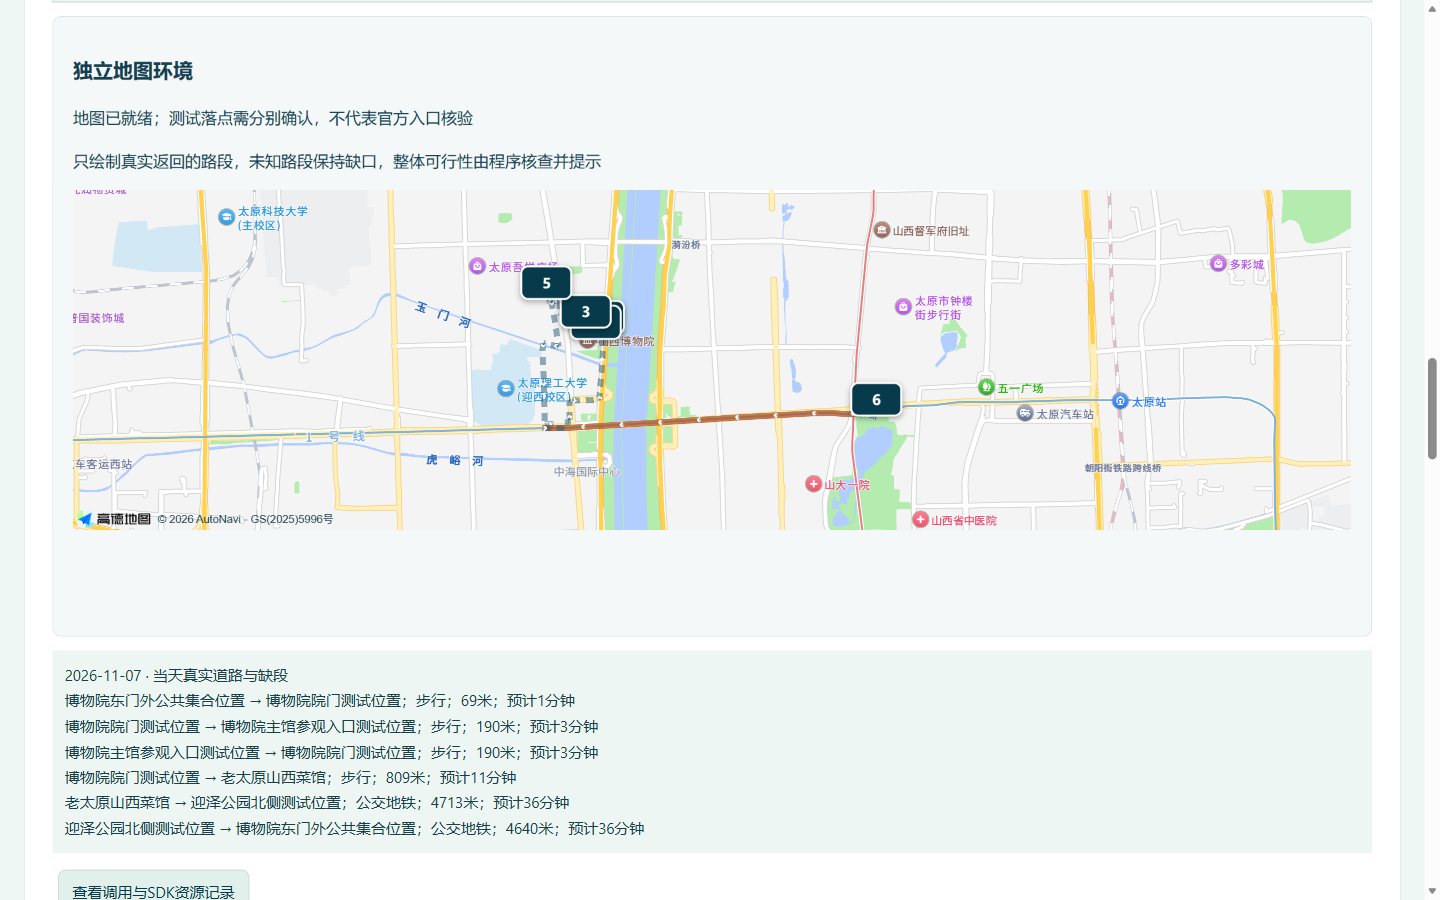 独立地图环境
地图已就绪；测试落点需分别确认，不代表官方入口核验
只绘制真实返回的路段，未知路段保持缺口，整体可行性由程序核查并提示
太原科技大学
(主校区)
山西督军府旧址
漪汾桥
多彩城
5
3
太原市钟楼
街步行街
普国装饰城
玉门河
太原理工大学
(迎西校区)
五一广场
6
太原站
太原汽车站
1号线
汽车客运西站
虎峪河
中海国际中心
朝阳街铁路跨线桥
山大一院
山西省中医院
高德地图 © 2026 AutoNavi - GS(2025)5996号
2026-11-07 · 当天真实道路与缺段
博物院东门外公共集合位置 → 博物院院门测试位置；步行；69米；预计1分钟
博物院院门测试位置 → 博物院主馆参观入口测试位置；步行；190米；预计3分钟
博物院主馆参观入口测试位置 → 博物院院门测试位置；步行；190米；预计3分钟
博物院院门测试位置 → 老太原山西菜馆；步行；809米；预计11分钟
老太原山西菜馆 → 迎泽公园北侧测试位置；公交地铁；4713米；预计36分钟
迎泽公园北侧测试位置 → 博物院东门外公共集合位置；公交地铁；4640米；预计36分钟
查看调用与SDK资源记录